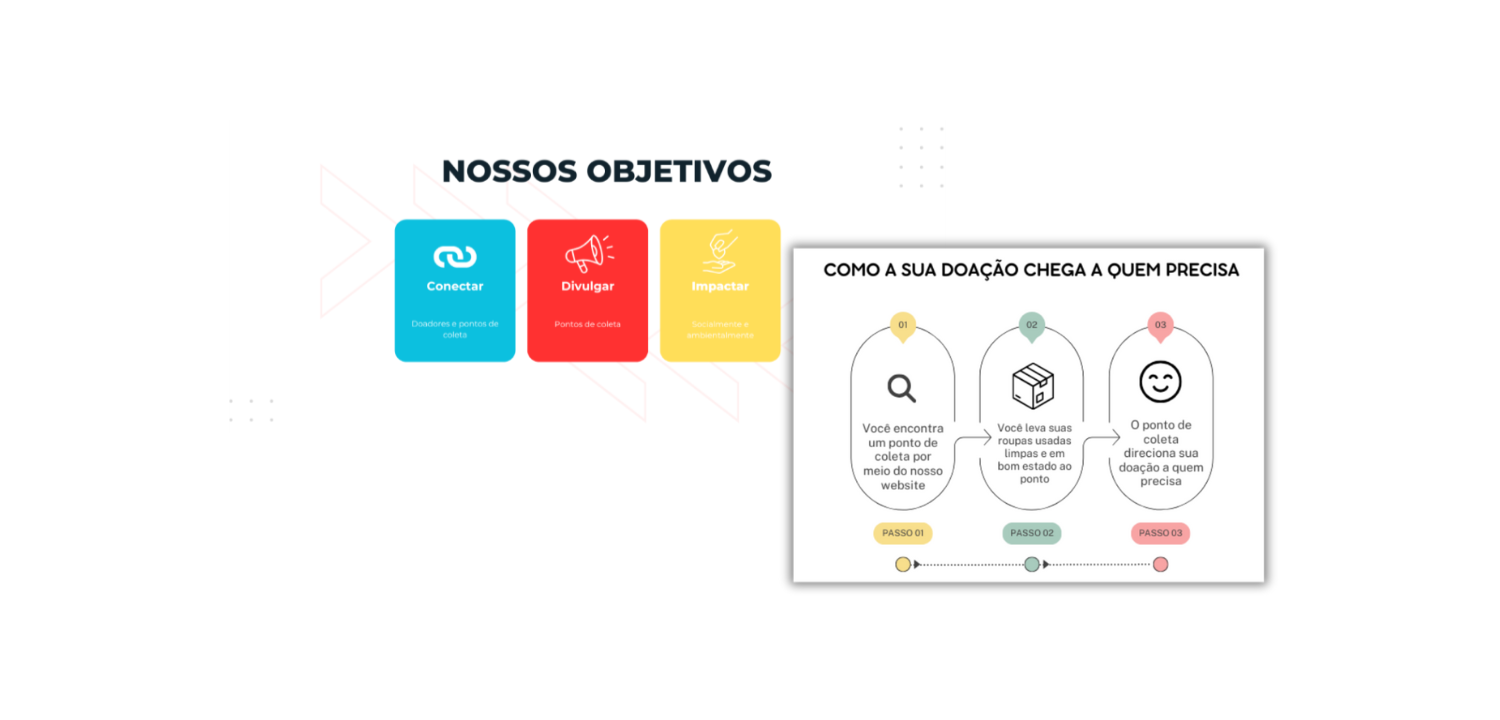 NOSSOS OBJETIVOS
Conectar
Doadores e pontos de
coleta
Divulgar
Pontos de coleta
Impactar
Socialmente e
ambientalmente
COMO A SUA DOAÇÃO CHEGA A QUEM PRECISA
01
Você encontra
um ponto de
coleta por
meio do nosso
website
PASSO 01
02
Você leva suas
roupas usadas
limpas e em
bom estado ao
ponto
PASSO 02
03
O ponto de
coleta
direciona sua
doação a quem
precisa
PASSO 03